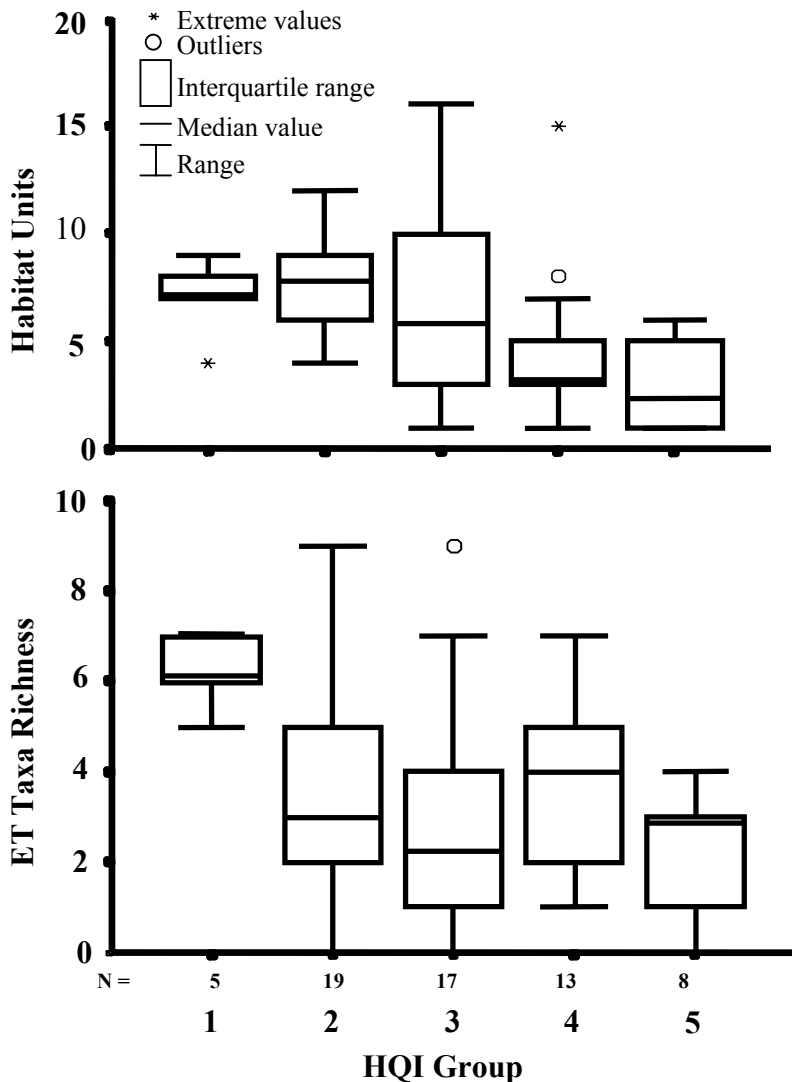 20
* Extreme values
Outliers
Interquartile range
Median value
Range
15
10
5
0
Habitat Units
10
8
6
4
2
0
ET Taxa Richness
N = 5 19 17 13 8
1 2 3 4 5
HQI Group